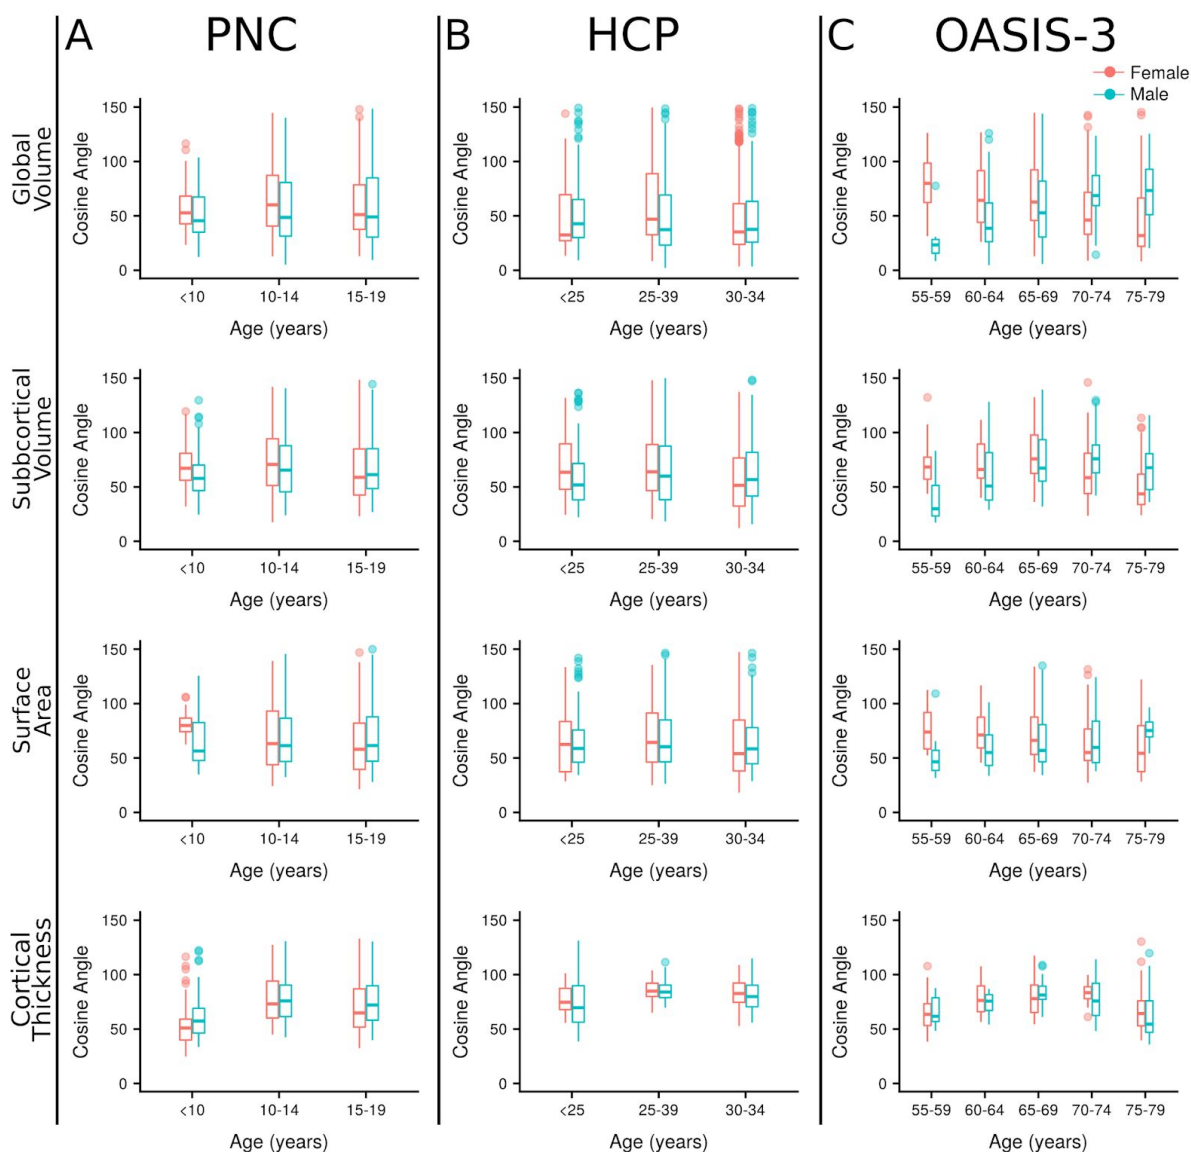 A PNC B HCP C OASIS-3
Female
Male
Global
Volume
Cosine Angle
150
100
50
0
<10 10-14 15-19
Age (years)
Cosine Angle
150
100
50
0
<25 25-39 30-34
Age (years)
Cosine Angle
150
100
50
0
55-59 60-64 65-69 70-74 75-79
Age (years)
Subcortical
Volume
Cosine Angle
150
100
50
0
<10 10-14 15-19
Age (years)
Cosine Angle
150
100
50
0
<25 25-39 30-34
Age (years)
Cosine Angle
150
100
50
0
55-59 60-64 65-69 70-74 75-79
Age (years)
Surface
Area
Cosine Angle
150
100
50
0
<10 10-14 15-19
Age (years)
Cosine Angle
150
100
50
0
<25 25-39 30-34
Age (years)
Cosine Angle
150
100
50
0
55-59 60-64 65-69 70-74 75-79
Age (years)
Cortical
Thickness
Cosine Angle
150
100
50
0
<10 10-14 15-19
Age (years)
Cosine Angle
150
100
50
0
<25 25-39 30-34
Age (years)
Cosine Angle
150
100
50
0
55-59 60-64 65-69 70-74 75-79
Age (years)